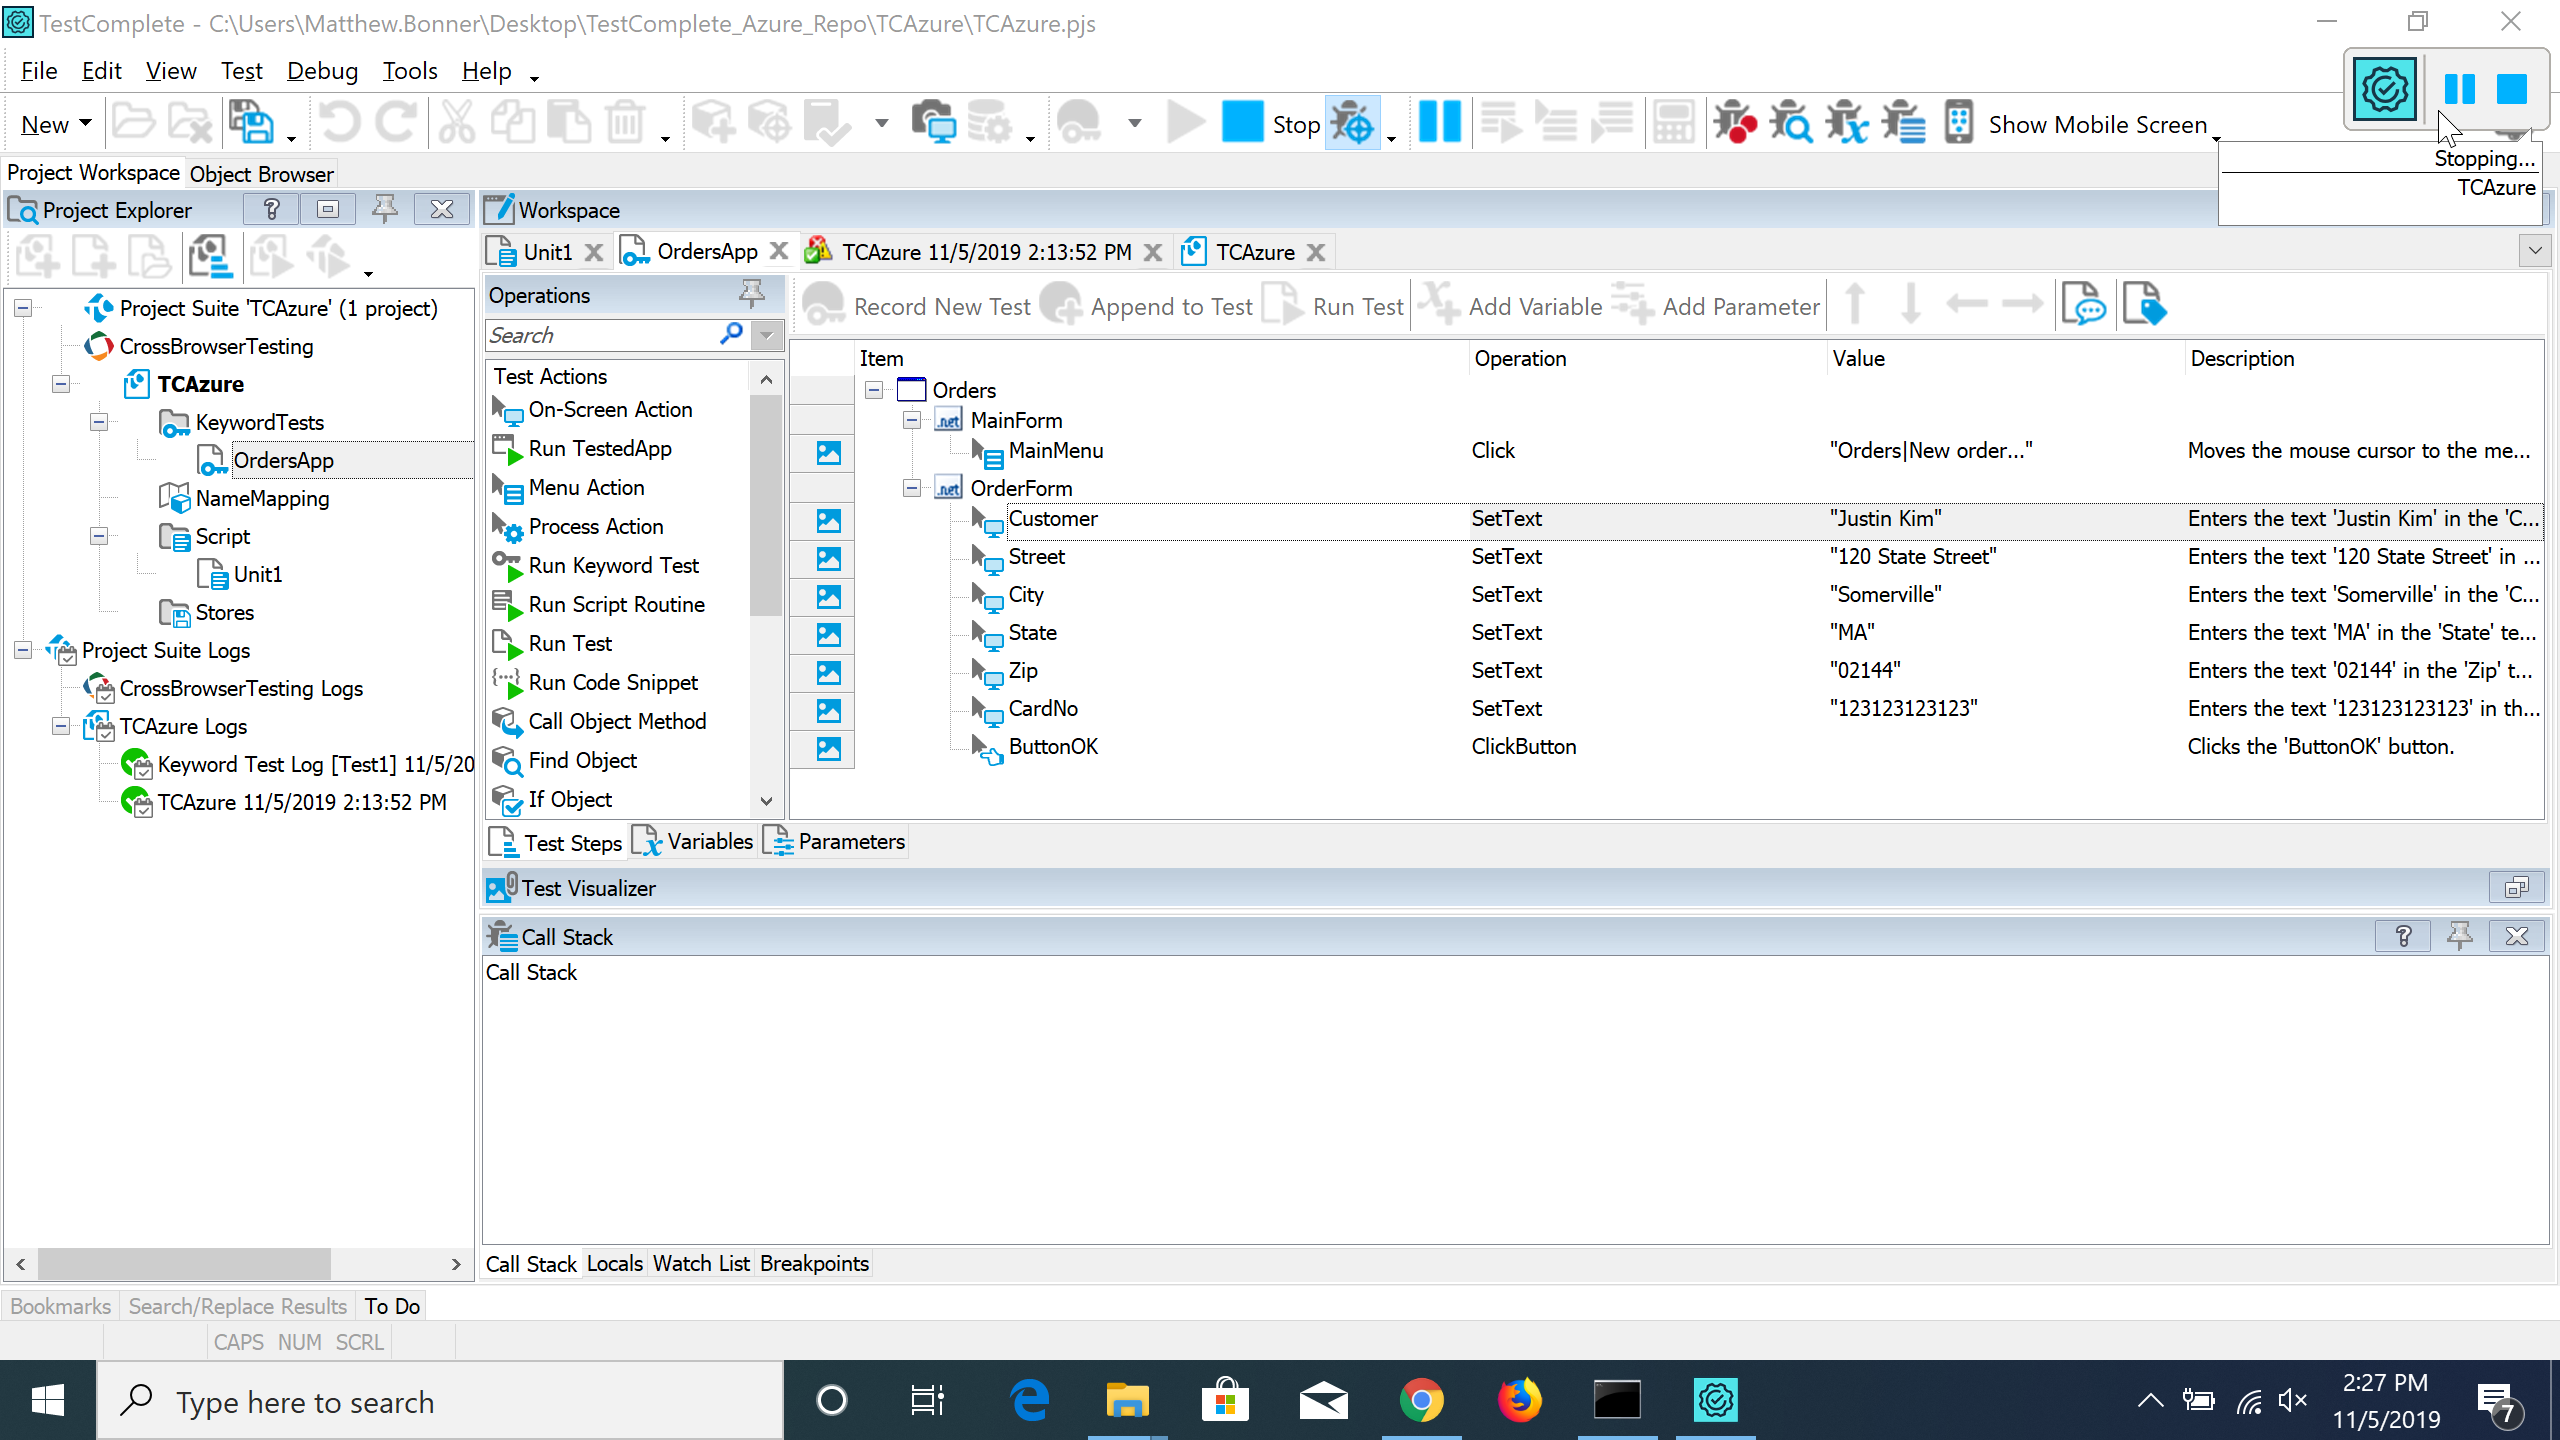 TestComplete - C:\Users\Matthew.Bonner\Desktop\TestComplete_Azure_Repo\TCAzure\TCAzure.pjs
File Edit View Test Debug Tools Help
New Stop Show Mobile Screen
Stopping...
TCAzure
Project Workspace Object Browser
Project Explorer
Workspace
Unit1 OrdersApp TCAzure 11/5/2019 2:13:52 PM TCAzure
Project Suite 'TCAzure' (1 project)
CrossBrowserTesting
TCAzure
KeywordTests
OrdersApp
NameMapping
Script
Unit1
Stores
Project Suite Logs
CrossBrowserTesting Logs
TCAzure Logs
Keyword Test Log [Test1] 11/5/20
TCAzure 11/5/2019 2:13:52 PM
Operations
Search
Test Actions
On-Screen Action
Run TestedApp
Menu Action
Process Action
Run Keyword Test
Run Script Routine
Run Test
Run Code Snippet
Call Object Method
Find Object
If Object
Record New Test Append to Test Run Test Add Variable Add Parameter
Item Operation Value Description
Orders
.net MainForm
MainMenu Click "Orders|New order..." Moves the mouse cursor to the me...
.net OrderForm
Customer SetText "Justin Kim" Enters the text 'Justin Kim' in the 'C...
Street SetText "120 State Street" Enters the text '120 State Street' in ...
City SetText "Somerville" Enters the text 'Somerville' in the 'C...
State SetText "MA" Enters the text 'MA' in the 'State' te...
Zip SetText "02144" Enters the text '02144' in the 'Zip' t...
CardNo SetText "123123123123" Enters the text '123123123123' in th...
ButtonOK ClickButton Clicks the 'ButtonOK' button.
Test Steps Variables Parameters
Test Visualizer
Call Stack
Call Stack
Call Stack Locals Watch List Breakpoints
Bookmarks Search/Replace Results To Do
CAPS NUM SCRL
Type here to search
2:27 PM
11/5/2019
7